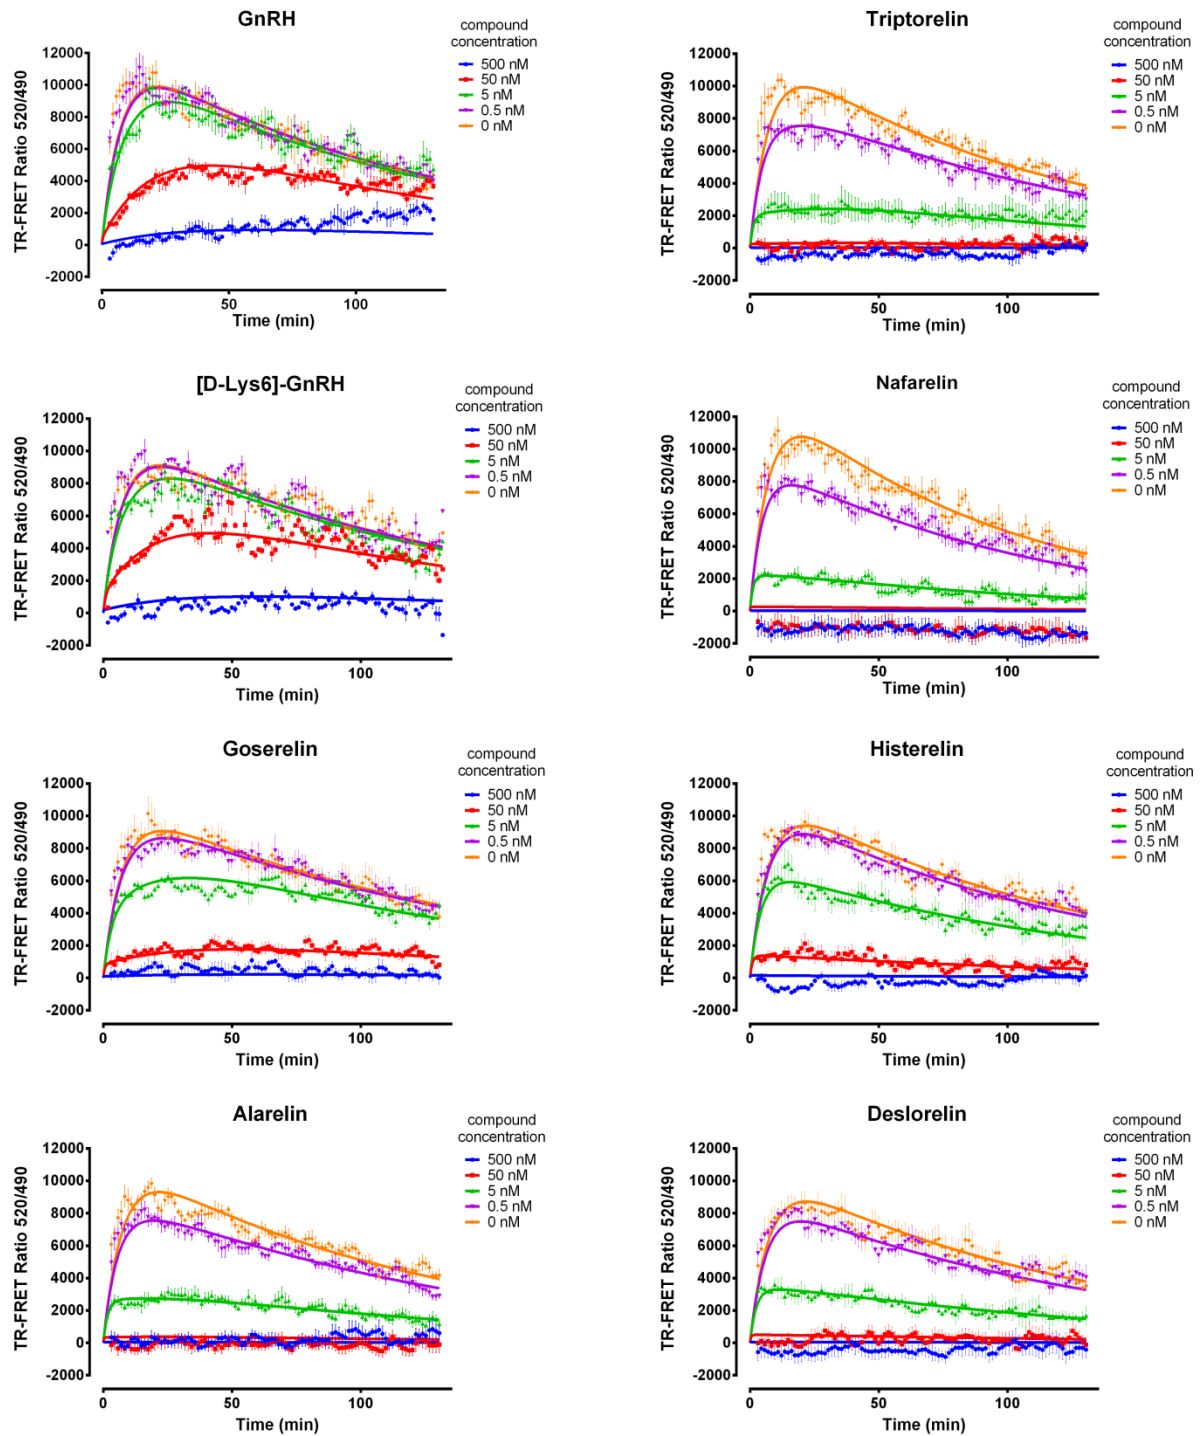 GnRH
compound
concentration
500 nM
50 nM
5 nM
0.5 nM
0 nM
TR-FRET Ratio 520/490
12000
10000
8000
6000
4000
2000
0
-2000
0
50
100
Time (min)
Triptorelin
compound
concentration
500 nM
50 nM
5 nM
0.5 nM
0 nM
TR-FRET Ratio 520/490
12000
10000
8000
6000
4000
2000
0
-2000
0
50
100
Time (min)
[D-Lys6]-GnRH
compound
concentration
500 nM
50 nM
5 nM
0.5 nM
0 nM
TR-FRET Ratio 520/490
12000
10000
8000
6000
4000
2000
0
-2000
0
50
100
Time (min)
Nafarelin
compound
concentration
500 nM
50 nM
5 nM
0.5 nM
0 nM
TR-FRET Ratio 520/490
12000
10000
8000
6000
4000
2000
0
-2000
0
50
100
Time (min)
Goserelin
compound
concentration
500 nM
50 nM
5 nM
0.5 nM
0 nM
TR-FRET Ratio 520/490
12000
10000
8000
6000
4000
2000
0
-2000
0
50
100
Time (min)
Histerelin
compound
concentration
500 nM
50 nM
5 nM
0.5 nM
0 nM
TR-FRET Ratio 520/490
12000
10000
8000
6000
4000
2000
0
-2000
0
50
100
Time (min)
Alarelin
compound
concentration
500 nM
50 nM
5 nM
0.5 nM
0 nM
TR-FRET Ratio 520/490
12000
10000
8000
6000
4000
2000
0
-2000
0
50
100
Time (min)
Deslorelin
compound
concentration
500 nM
50 nM
5 nM
0.5 nM
0 nM
TR-FRET Ratio 520/490
12000
10000
8000
6000
4000
2000
0
-2000
0
50
100
Time (min)